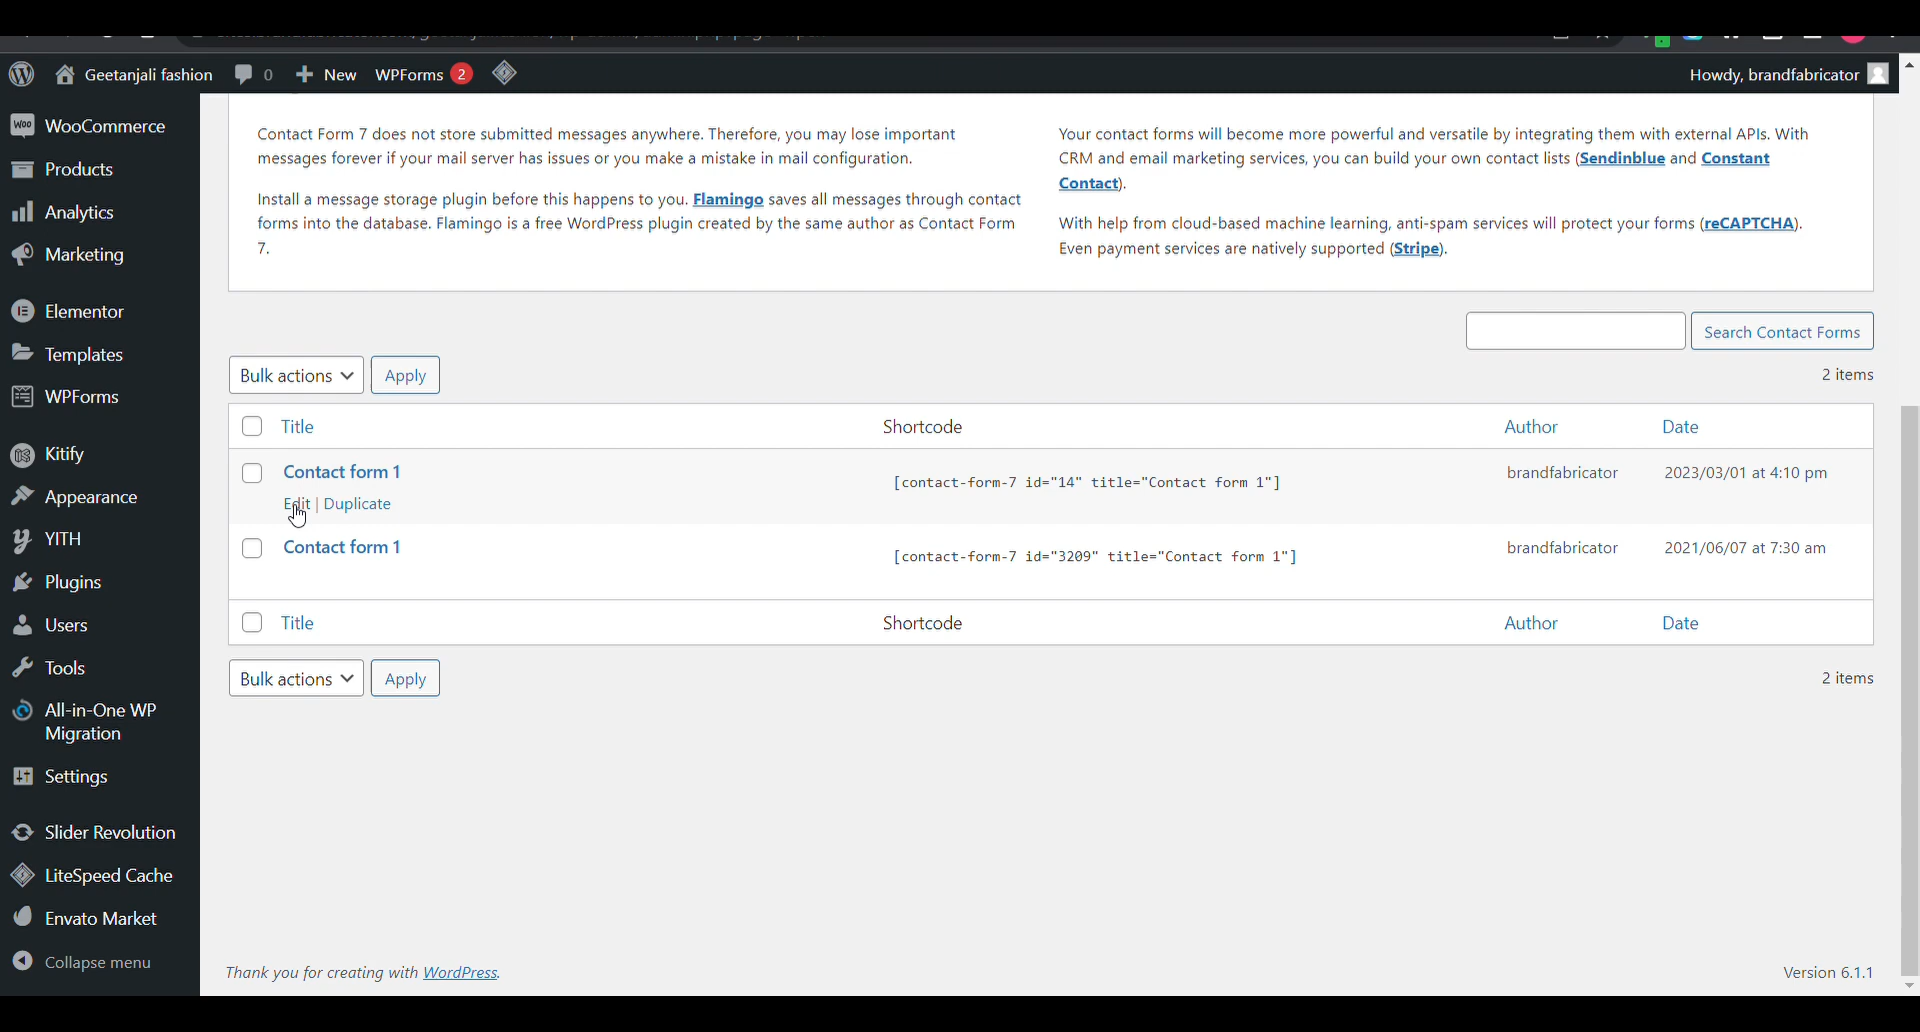 Geetanjali fashion 0 New WPForms 2 Howdy, brandfabricator
WooCommerce
Products
Analytics
Marketing
Elementor
Templates
WPForms
Kitify
Appearance
YITH
Plugins
Users
Tools
All-in-One WP
Migration
Settings
Slider Revolution
LiteSpeed Cache
Envato Market
Collapse menu
Contact Form 7 does not store submitted messages anywhere. Therefore, you may lose important
messages forever if your mail server has issues or you make a mistake in mail configuration.
Install a message storage plugin before this happens to you. Flamingo saves all messages through contact
forms into the database. Flamingo is a free WordPress plugin created by the same author as Contact Form
7.
Your contact forms will become more powerful and versatile by integrating them with external APIs. With
CRM and email marketing services, you can build your own contact lists (Sendinblue and Constant
Contact).
With help from cloud-based machine learning, anti-spam services will protect your forms (reCAPTCHA).
Even payment services are natively supported (Stripe).
Search Contact Forms
Bulk actions Apply 2 items
Title Shortcode Author Date
Contact form 1 [contact-form-7 id="14" title="Contact form 1"] brandfabricator 2023/03/01 at 4:10 pm
Edit | Duplicate
Contact form 1 [contact-form-7 id="3209" title="Contact form 1"] brandfabricator 2021/06/07 at 7:30 am
Title Shortcode Author Date
Bulk actions Apply 2 items
Thank you for creating with WordPress. Version 6.1.1